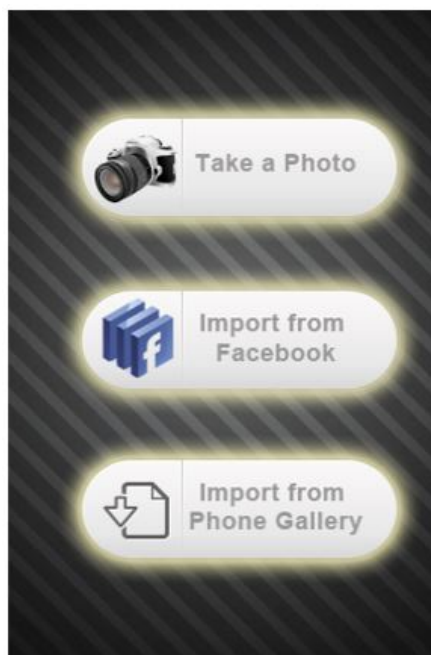 Take a Photo
Import from
Facebook
Import from
Phone Gallery